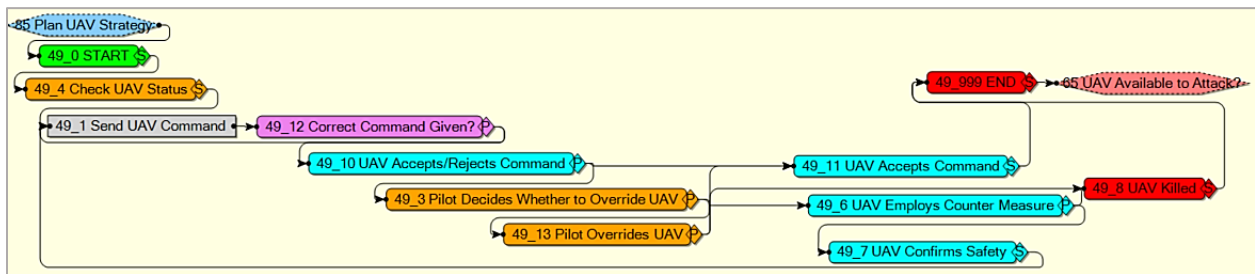 85 Plan UAV Strategy
49_0 START S
49_4 Check UAV Status S
49_999 END S
65 UAV Available to Attack?
49_1 Send UAV Command
49_12 Correct Command Given? P
49_10 UAV Accepts/Rejects Command P
49_11 UAV Accepts Command S
49_3 Pilot Decides Whether to Override UAV P
49_8 UAV Killed S
49_6 UAV Employs Counter Measure P
49_13 Pilot Overrides UAV P
49_7 UAV Confirms Safety S